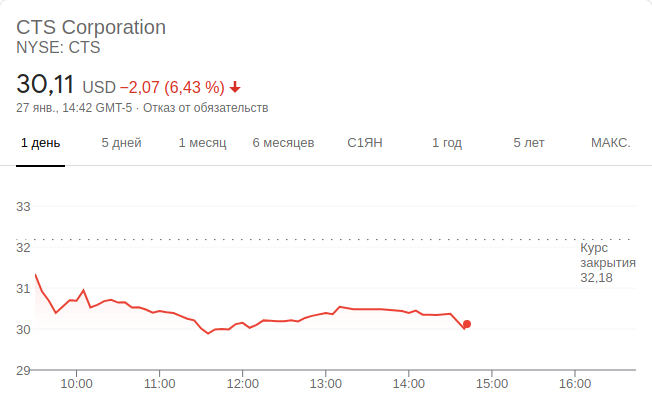 CTS Corporation
NYSE: CTS
30,11 USD −2,07 (6,43 %)
27 янв., 14:42 GMT-5 · Отказ от обязательств
1 день 5 дней 1 месяц 6 месяцев С1ЯН 1 год 5 лет МАКС.
33
32
31
30
29
Курс
закрытия
32,18
10:00 11:00 12:00 13:00 14:00 15:00 16:00